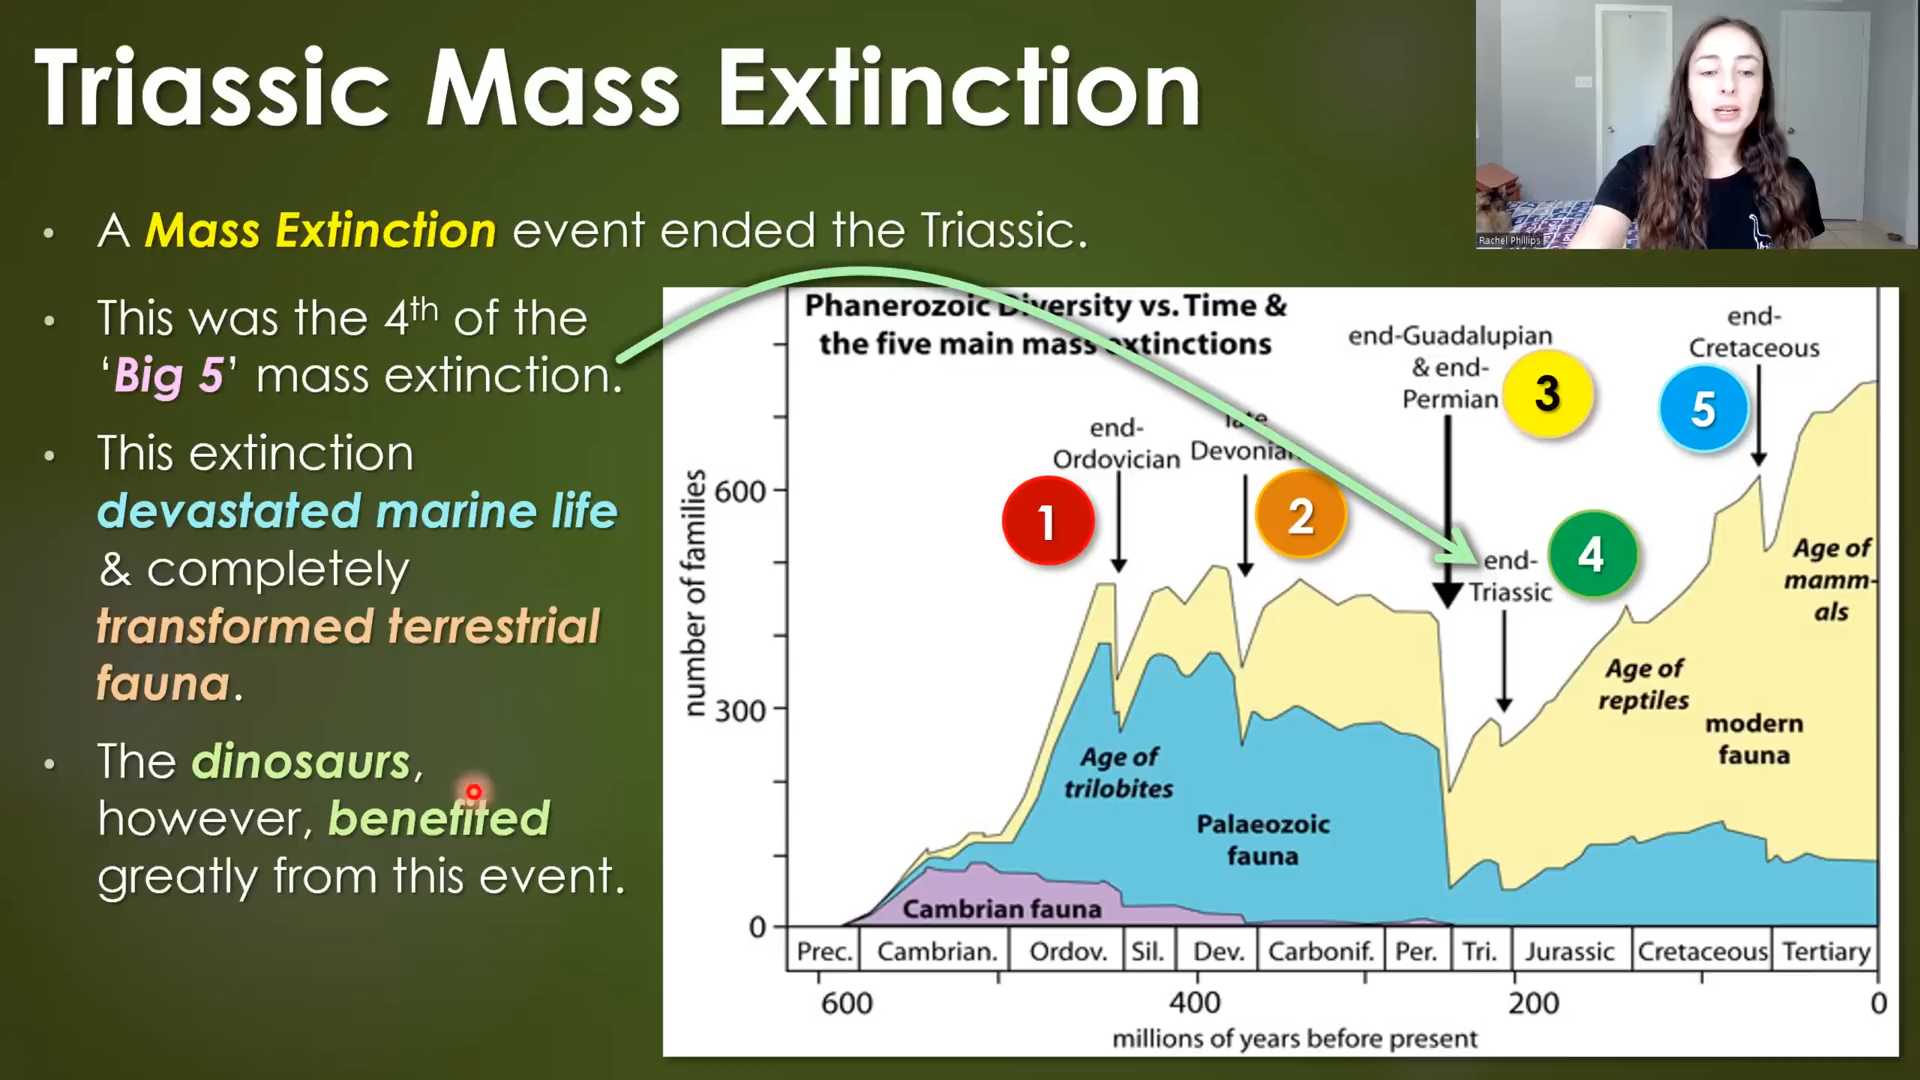 Triassic Mass Extinction
Rachel Phillips
• A Mass Extinction event ended the Triassic.
• This was the 4th of the
‘Big 5’ mass extinction.
• This extinction
devastated marine life
& completely
transformed terrestrial
fauna.
• The dinosaurs,
however, benefited
greatly from this event.
Phanerozoic Diversity vs. Time &
the five main mass extinctions
end-
Ordovician
1
late
Devonian
2
end-Guadalupian
& end-
Permian
3
end-
Triassic
4
end-
Cretaceous
5
number of families
600
300
0
Age of
trilobites
Palaeozoic
fauna
Cambrian fauna
Age of
reptiles
modern
fauna
Age of
mamm-
als
Prec. Cambrian. Ordov. Sil. Dev. Carbonif. Per. Tri. Jurassic Cretaceous Tertiary
600 400 200 0
millions of years before present